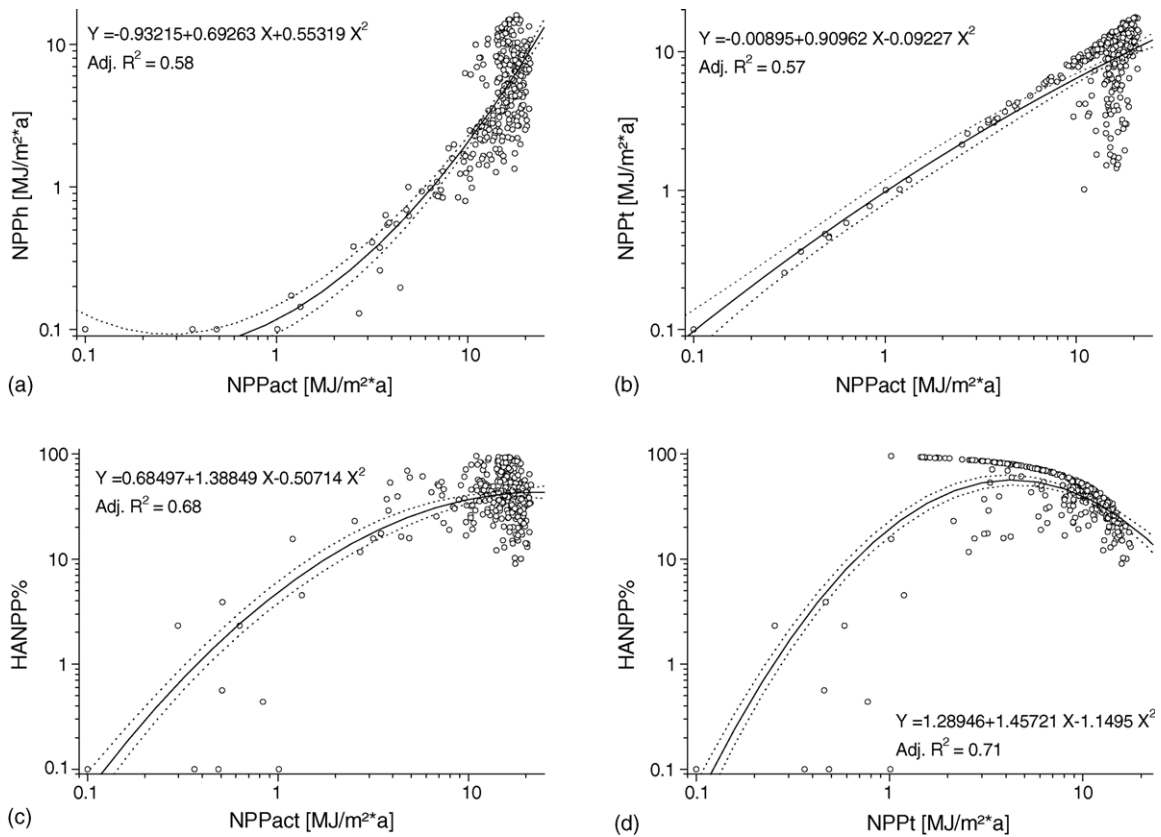 Y =-0.93215+0.69263 X+0.55319 X²
Adj. R² = 0.58
10
1
0.1
NPPh [MJ/m²*a]
0.1 1 10
NPPact [MJ/m²*a]
(a)
Y =-0.00895+0.90962 X-0.09227 X²
Adj. R² = 0.57
10
1
0.1
NPPt [MJ/m²*a]
0.1 1 10
NPPact [MJ/m²*a]
(b)
Y =0.68497+1.38849 X-0.50714 X²
Adj. R² = 0.68
100
10
1
0.1
HANPP%
0.1 1 10
NPPact [MJ/m²*a]
(c)
100
10
1
0.1
HANPP%
Y =1.28946+1.45721 X-1.1495 X²
Adj. R² = 0.71
0.1 1 10
NPPt [MJ/m²*a]
(d)